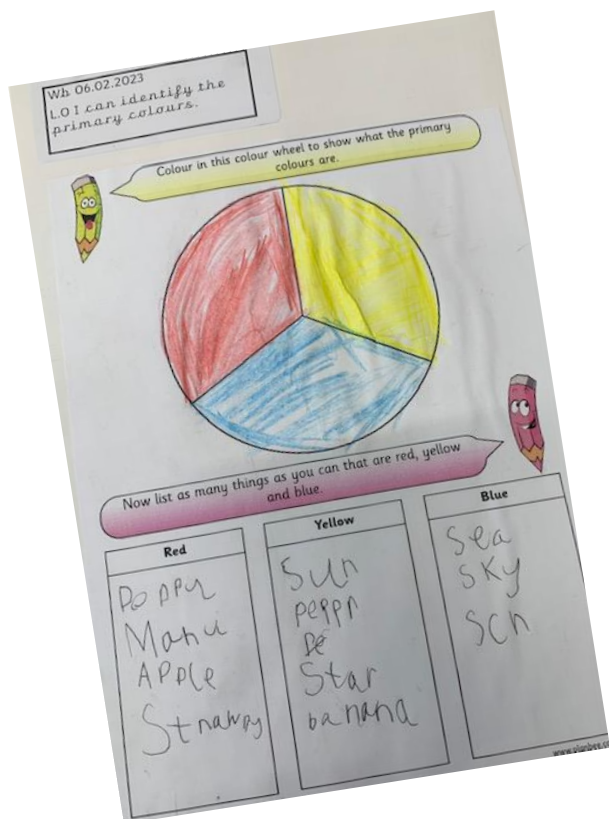 Wb 06.02.2023
L.O I can identify the
primary colours.
Colour in this colour wheel to show what the primary
colours are.
Now list as many things as you can that are red, yellow
and blue.
Red
Poppy
APPle
Strawpy
Yellow
Sun
peppr
Star
banana
Blue
Sea
Sky
Scn